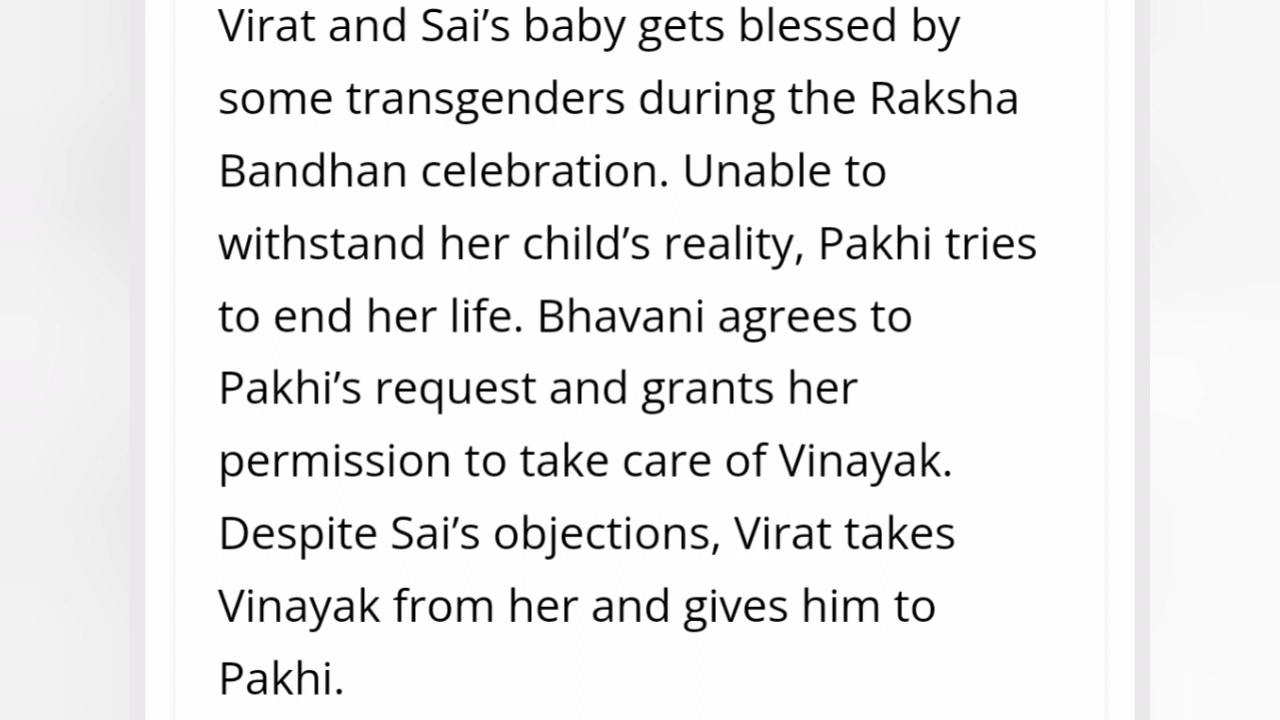 Virat and Sai’s baby gets blessed by
some transgenders during the Raksha
Bandhan celebration. Unable to
withstand her child’s reality, Pakhi tries
to end her life. Bhavani agrees to
Pakhi’s request and grants her
permission to take care of Vinayak.
Despite Sai’s objections, Virat takes
Vinayak from her and gives him to
Pakhi.